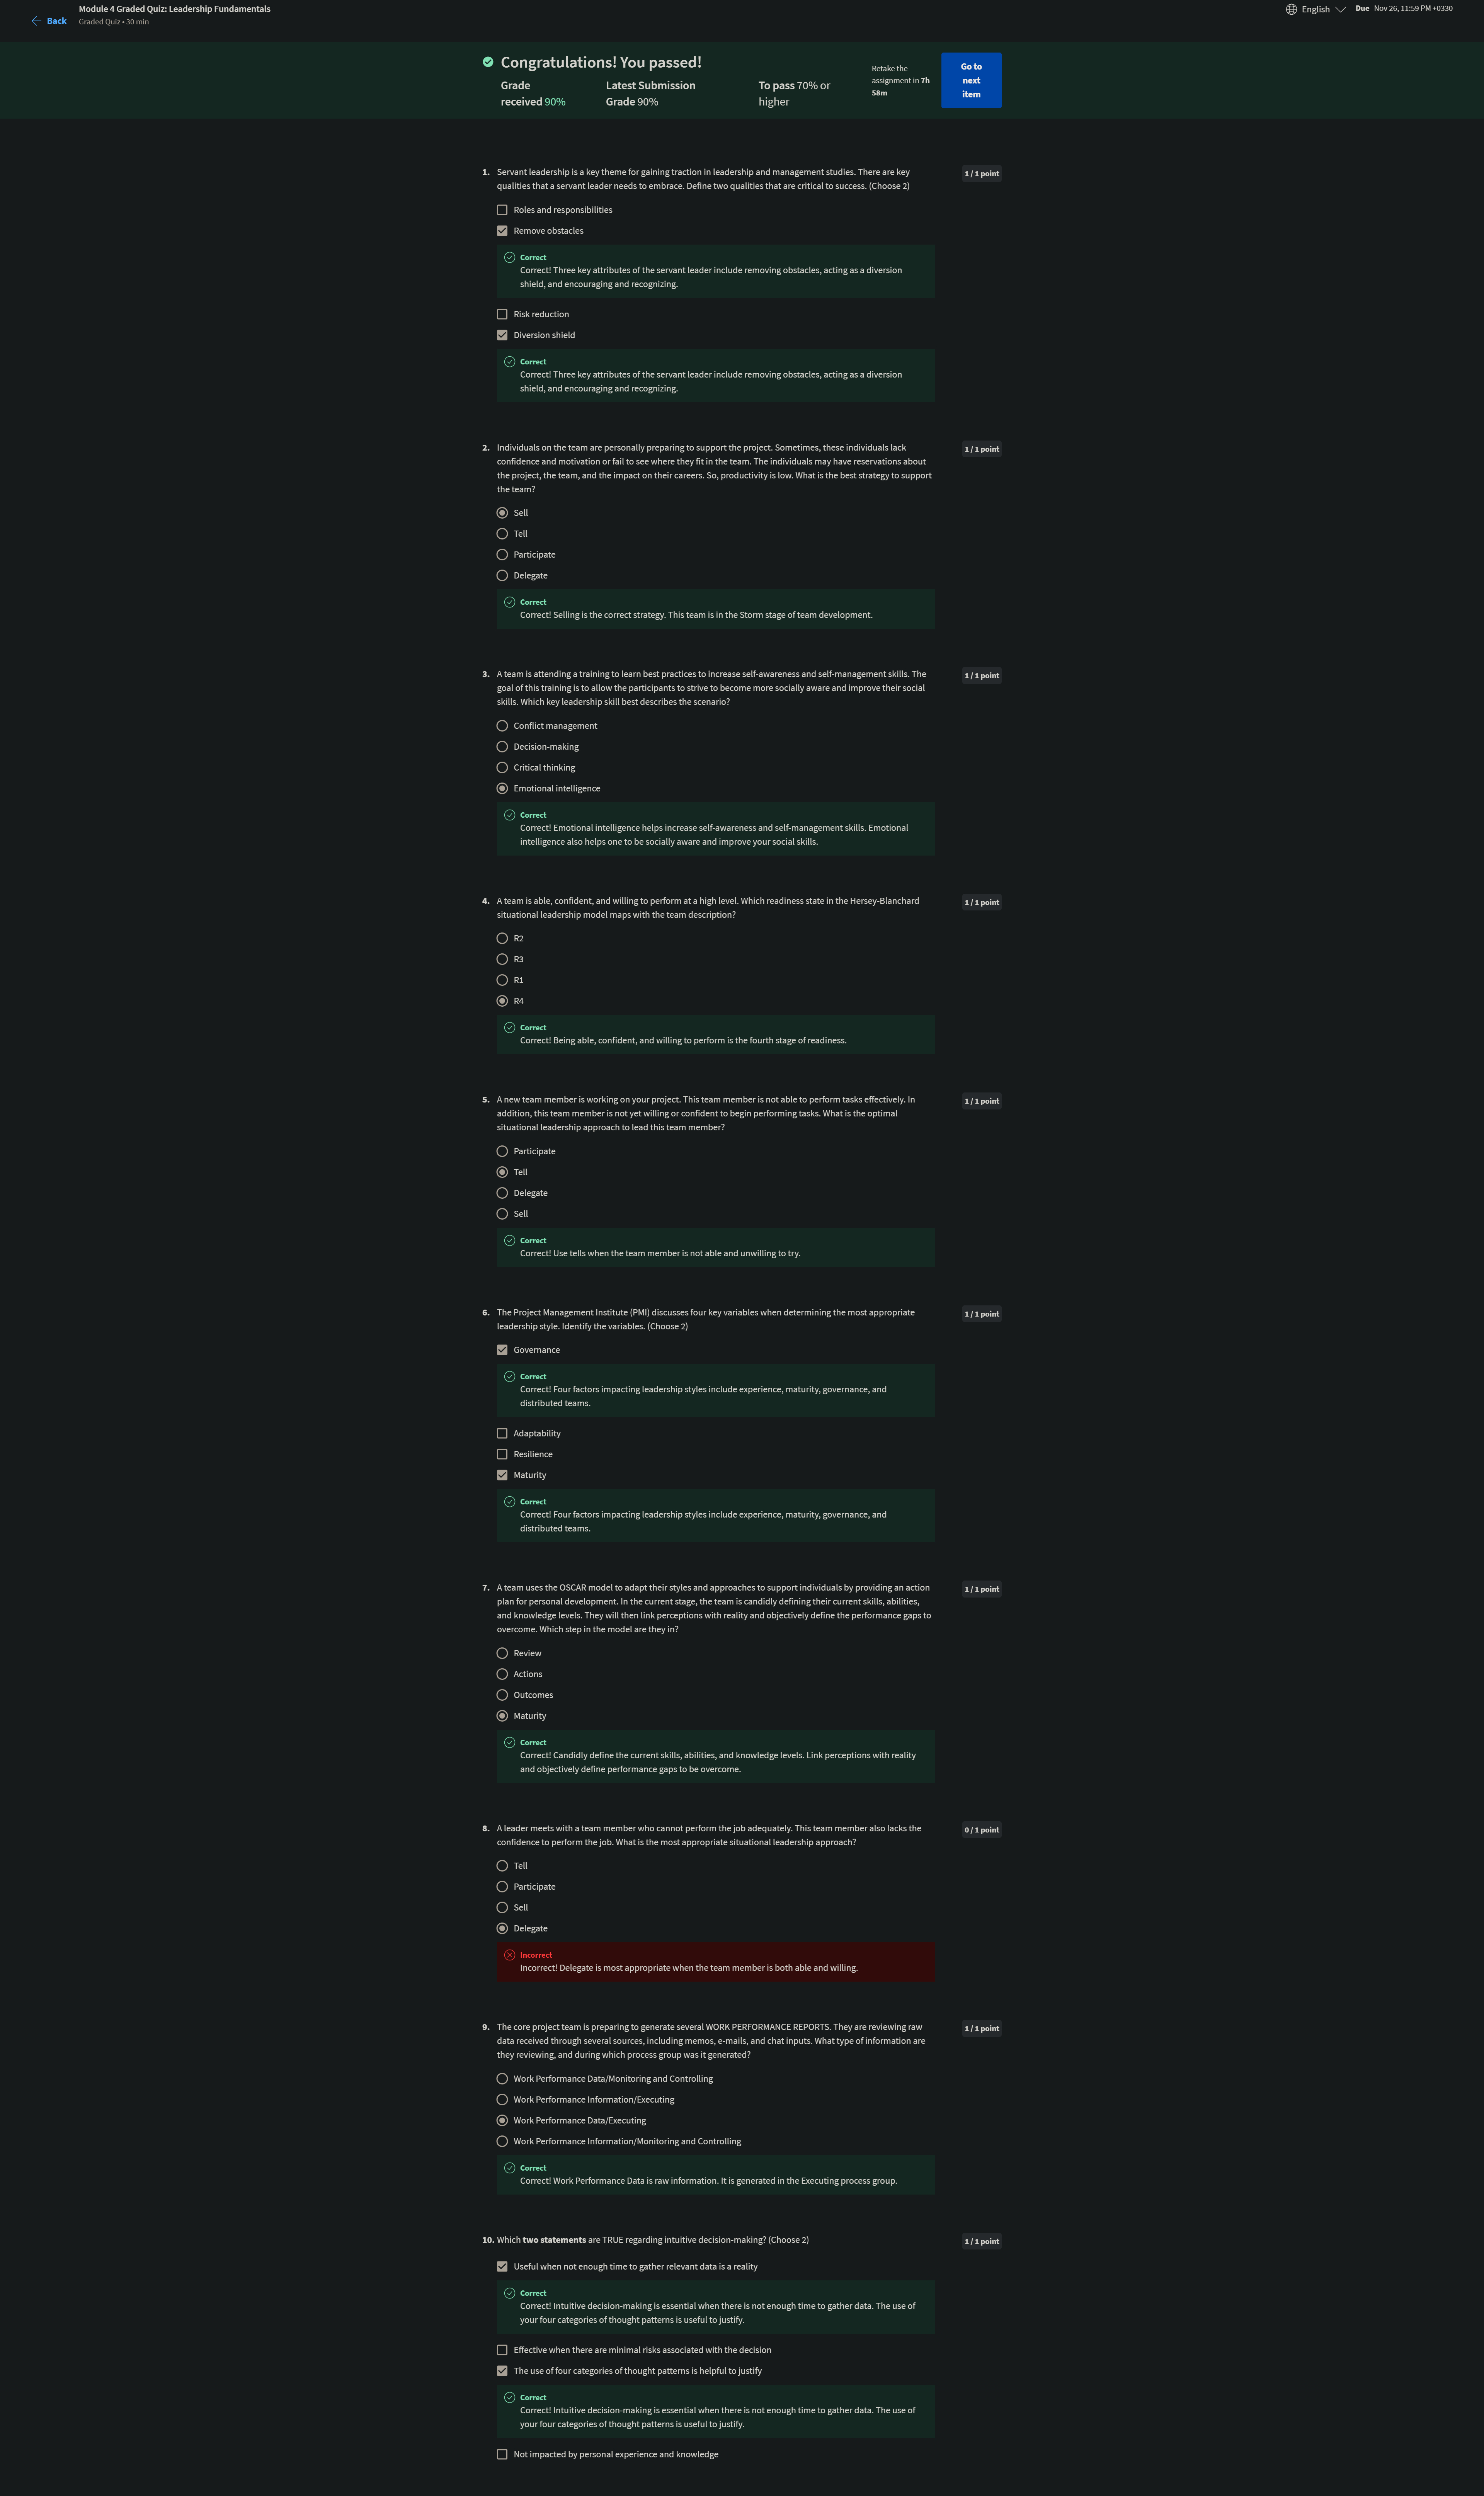 Back
Module 4 Graded Quiz: Leadership Fundamentals
Graded Quiz • 30 min
English
Due Nov 26, 11:59 PM +0330
Congratulations! You passed!
Grade
received 90%
Latest Submission
Grade 90%
To pass 70% or
higher
Retake the
assignment in 7h
58m
Go to
next
item
1. Servant leadership is a key theme for gaining traction in leadership and management studies. There are key
qualities that a servant leader needs to embrace. Define two qualities that are critical to success. (Choose 2)
1 / 1 point
Roles and responsibilities
Remove obstacles
Correct
Correct! Three key attributes of the servant leader include removing obstacles, acting as a diversion
shield, and encouraging and recognizing.
Risk reduction
Diversion shield
Correct
Correct! Three key attributes of the servant leader include removing obstacles, acting as a diversion
shield, and encouraging and recognizing.
2. Individuals on the team are personally preparing to support the project. Sometimes, these individuals lack
confidence and motivation or fail to see where they fit in the team. The individuals may have reservations about
the project, the team, and the impact on their careers. So, productivity is low. What is the best strategy to support
the team?
1 / 1 point
Sell
Tell
Participate
Delegate
Correct
Correct! Selling is the correct strategy. This team is in the Storm stage of team development.
3. A team is attending a training to learn best practices to increase self-awareness and self-management skills. The
goal of this training is to allow the participants to strive to become more socially aware and improve their social
skills. Which key leadership skill best describes the scenario?
1 / 1 point
Conflict management
Decision-making
Critical thinking
Emotional intelligence
Correct
Correct! Emotional intelligence helps increase self-awareness and self-management skills. Emotional
intelligence also helps one to be socially aware and improve your social skills.
4. A team is able, confident, and willing to perform at a high level. Which readiness state in the Hersey-Blanchard
situational leadership model maps with the team description?
1 / 1 point
R2
R3
R1
R4
Correct
Correct! Being able, confident, and willing to perform is the fourth stage of readiness.
5. A new team member is working on your project. This team member is not able to perform tasks effectively. In
addition, this team member is not yet willing or confident to begin performing tasks. What is the optimal
situational leadership approach to lead this team member?
1 / 1 point
Participate
Tell
Delegate
Sell
Correct
Correct! Use tells when the team member is not able and unwilling to try.
6. The Project Management Institute (PMI) discusses four key variables when determining the most appropriate
leadership style. Identify the variables. (Choose 2)
1 / 1 point
Governance
Correct
Correct! Four factors impacting leadership styles include experience, maturity, governance, and
distributed teams.
Adaptability
Resilience
Maturity
Correct
Correct! Four factors impacting leadership styles include experience, maturity, governance, and
distributed teams.
7. A team uses the OSCAR model to adapt their styles and approaches to support individuals by providing an action
plan for personal development. In the current stage, the team is candidly defining their current skills, abilities,
and knowledge levels. They will then link perceptions with reality and objectively define the performance gaps to
overcome. Which step in the model are they in?
1 / 1 point
Review
Actions
Outcomes
Maturity
Correct
Correct! Candidly define the current skills, abilities, and knowledge levels. Link perceptions with reality
and objectively define performance gaps to be overcome.
8. A leader meets with a team member who cannot perform the job adequately. This team member also lacks the
confidence to perform the job. What is the most appropriate situational leadership approach?
0 / 1 point
Tell
Participate
Sell
Delegate
Incorrect
Incorrect! Delegate is most appropriate when the team member is both able and willing.
9. The core project team is preparing to generate several WORK PERFORMANCE REPORTS. They are reviewing raw
data received through several sources, including memos, e-mails, and chat inputs. What type of information are
they reviewing, and during which process group was it generated?
1 / 1 point
Work Performance Data/Monitoring and Controlling
Work Performance Information/Executing
Work Performance Data/Executing
Work Performance Information/Monitoring and Controlling
Correct
Correct! Work Performance Data is raw information. It is generated in the Executing process group.
10. Which two statements are TRUE regarding intuitive decision-making? (Choose 2)
1 / 1 point
Useful when not enough time to gather relevant data is a reality
Correct
Correct! Intuitive decision-making is essential when there is not enough time to gather data. The use of
your four categories of thought patterns is useful to justify.
Effective when there are minimal risks associated with the decision
The use of four categories of thought patterns is helpful to justify
Correct
Correct! Intuitive decision-making is essential when there is not enough time to gather data. The use of
your four categories of thought patterns is useful to justify.
Not impacted by personal experience and knowledge